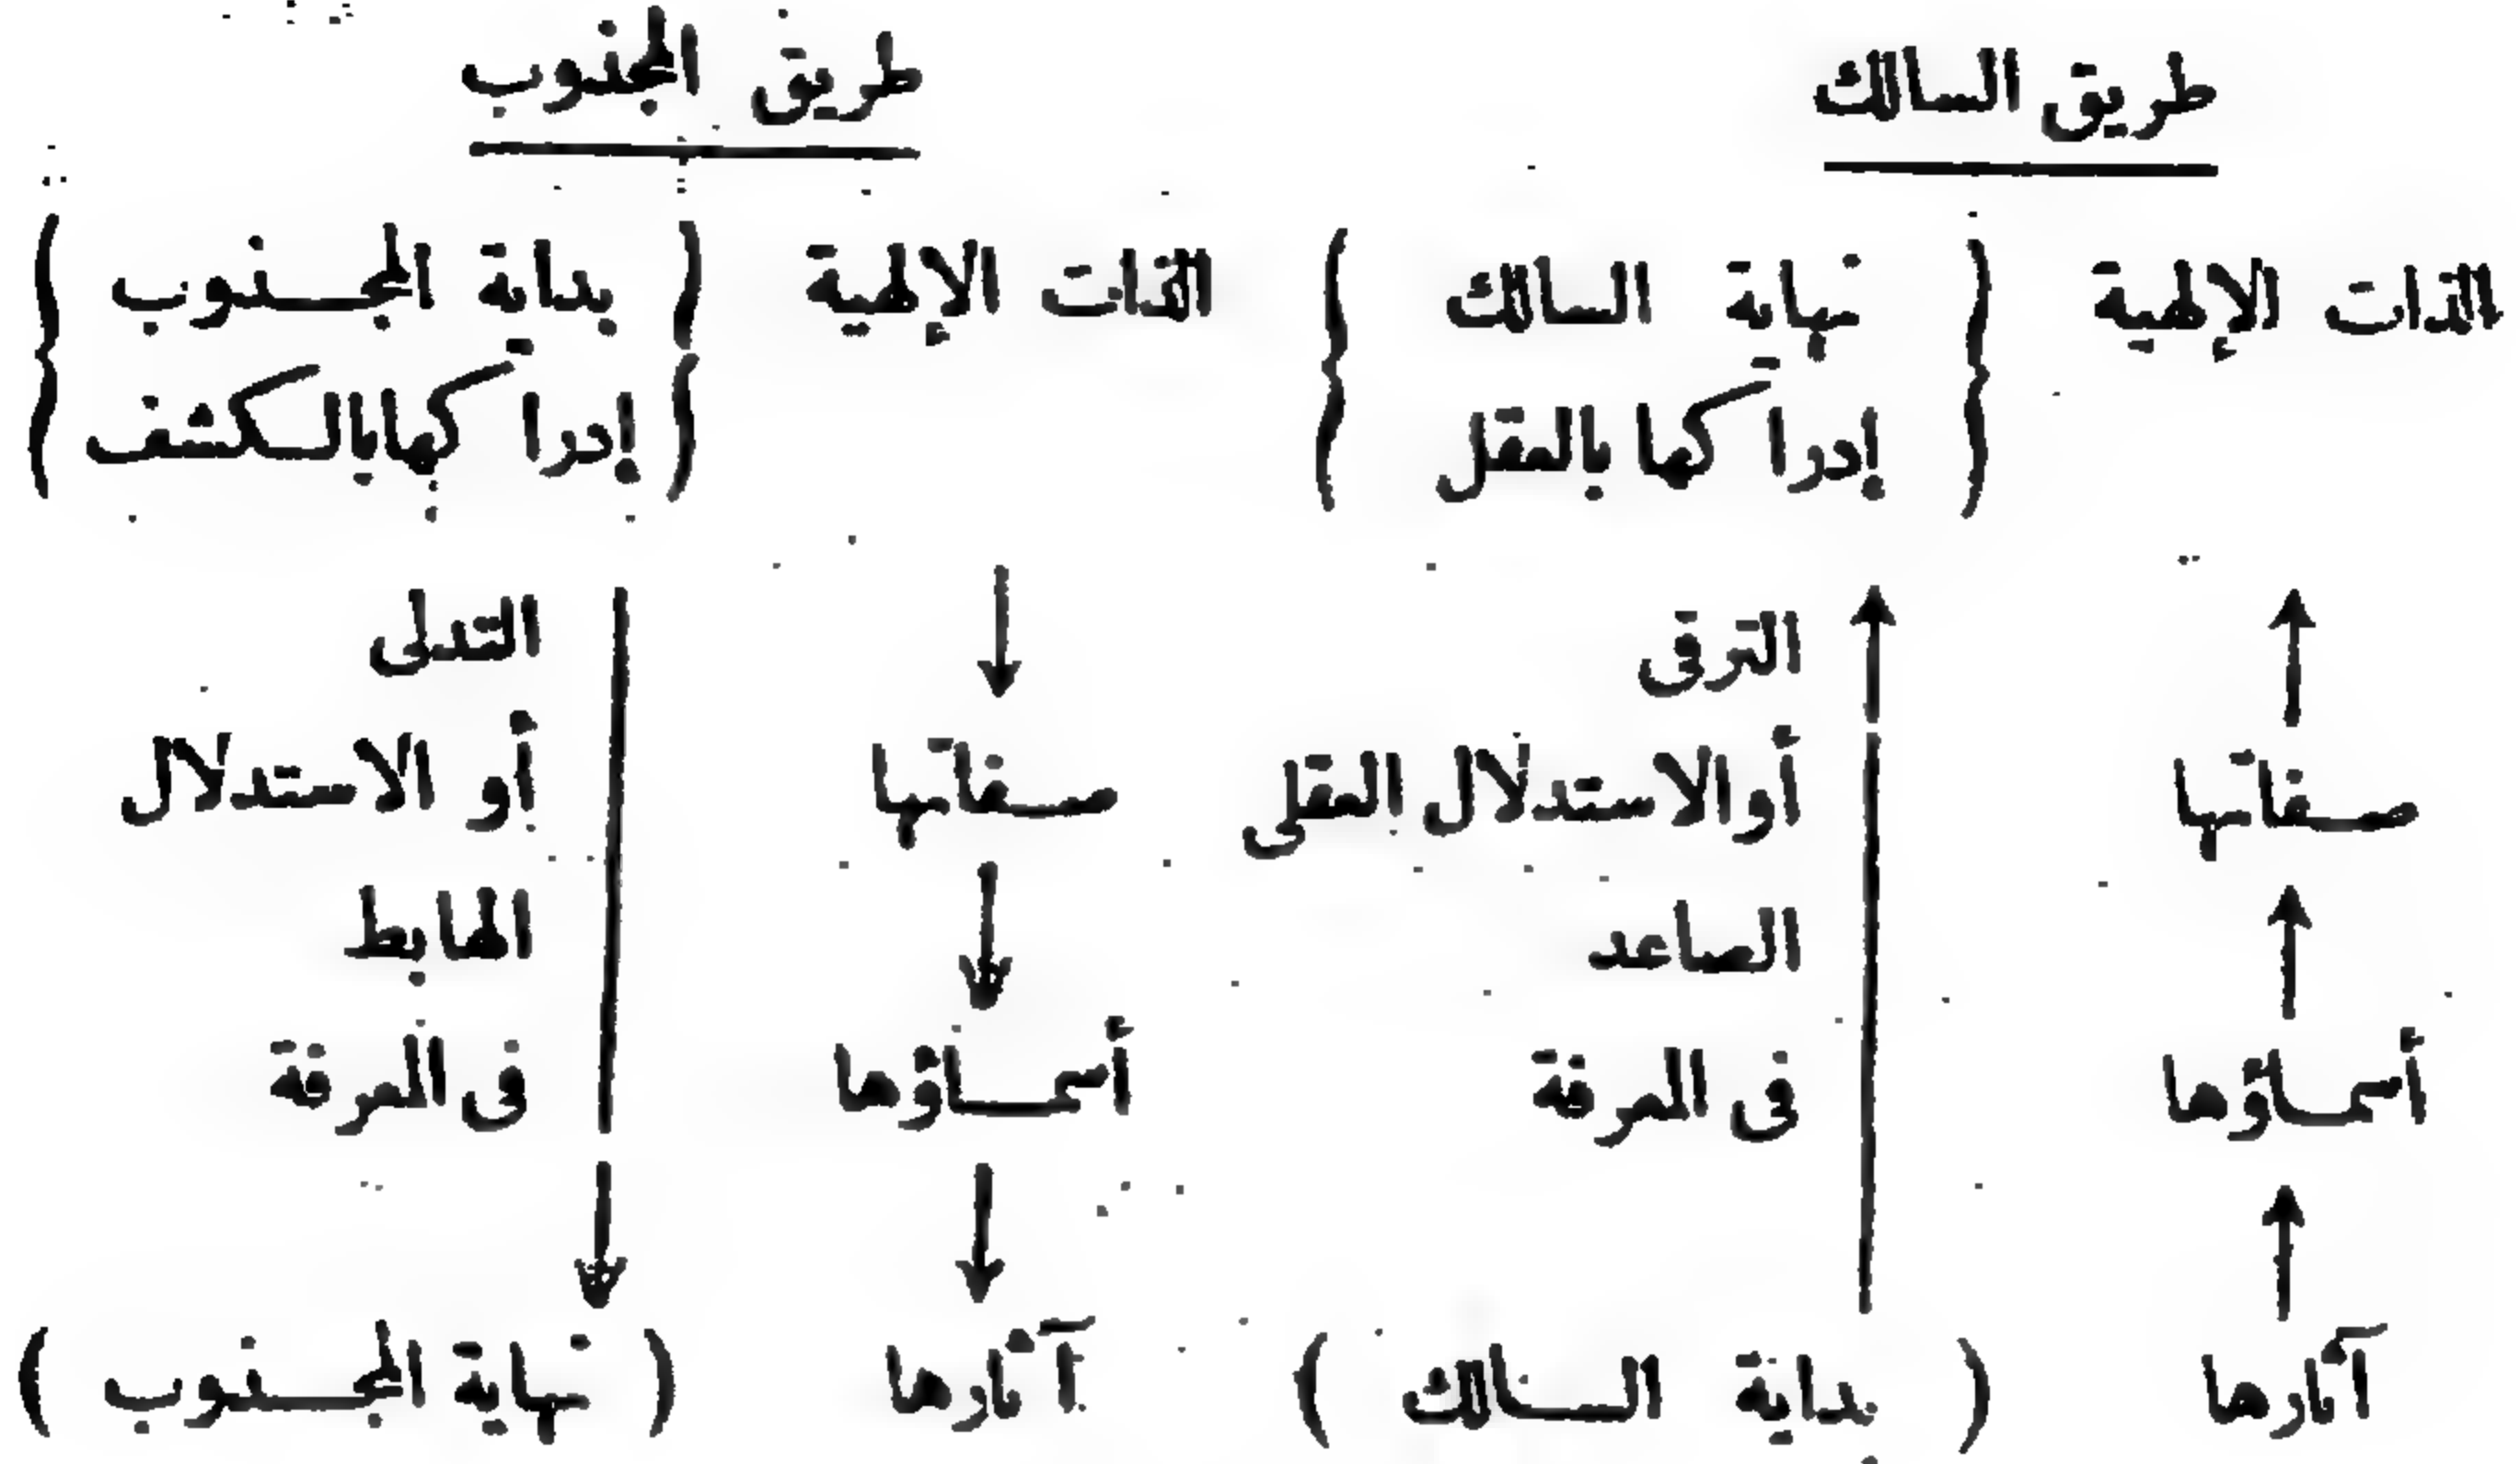 طريق السالك
طريق المجذوب
الذات الإلهية
نهاية السالك
إدراكها بالعقل
الذات الإلهية
بداية المجذوب
إدراكها بالكشف
الترقى
التدلى
صفاتها
أو الاستدلال العقلى
صفاتها
أو الاستدلال
الصاعد
الهابط
أسماؤها
فى المعرفة
أسماؤها
فى المعرفة
آثارها
( بداية السالك )
آثارها
( نهاية المجذوب )